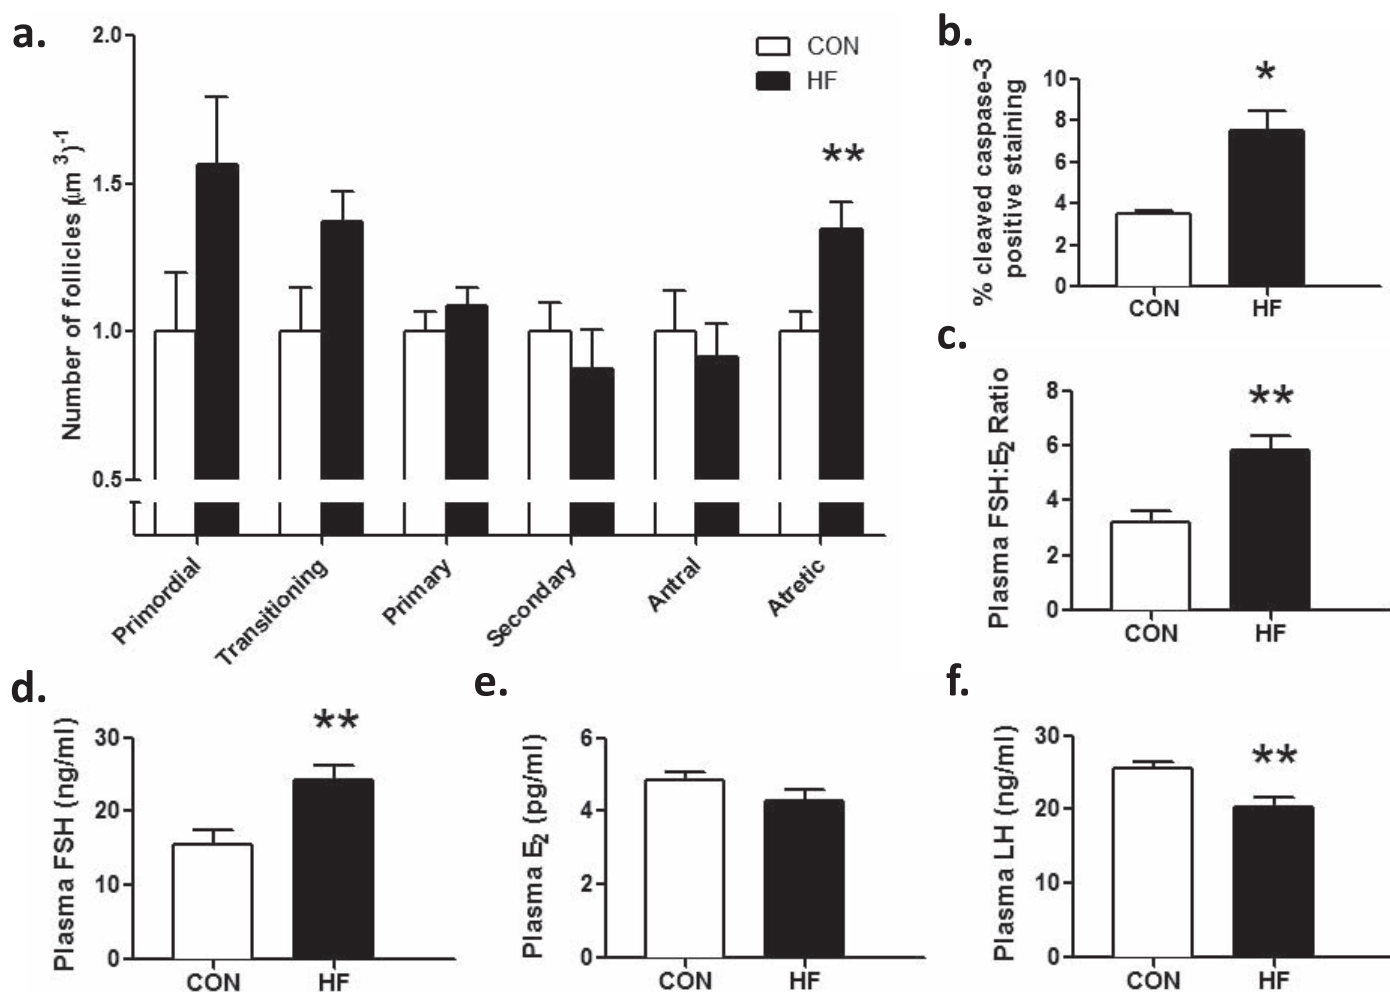 a.
2.0
1.5
1.0
0.5
Number of follicles (μm ³)⁻¹
CON
HF
**
Primordial
Transitioning
Primary
Secondary
Antral
Atretic
b.
% cleaved caspase-3
positive staining
10
8
6
4
2
0
*
CON
HF
c.
Plasma FSH:E₂ Ratio
8
6
4
2
0
**
CON
HF
d.
Plasma FSH (ng/ml)
30
20
10
0
**
CON
HF
e.
Plasma E₂ (pg/ml)
6
4
2
0
CON
HF
f.
Plasma LH (ng/ml)
30
20
10
0
**
CON
HF